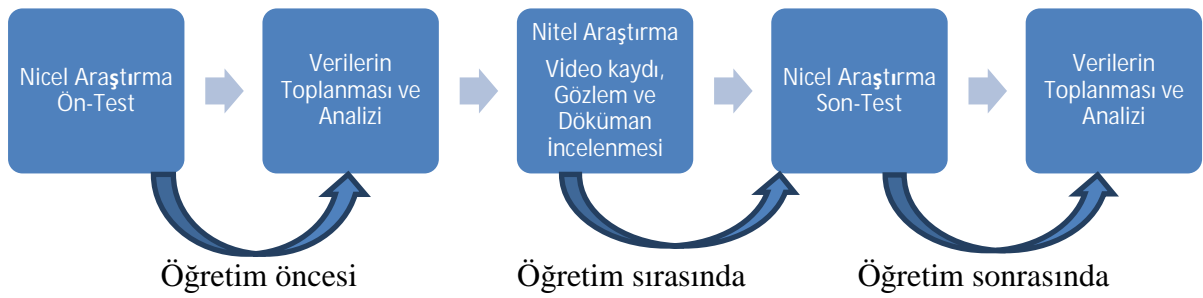 Nicel Araştırma
Ön-Test
Verilerin
Toplanması ve
Analizi
Nitel Araştırma
Video kaydı,
Gözlem ve
Döküman
İncelenmesi
Nicel Araştırma
Son-Test
Verilerin
Toplanması ve
Analizi
Öğretim öncesi
Öğretim sırasında
Öğretim sonrasında